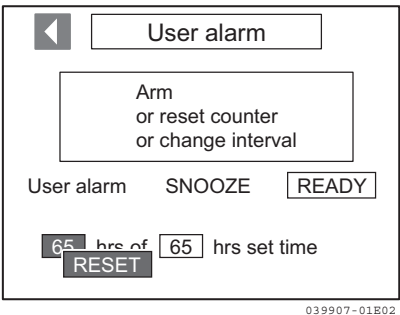 User alarm
Arm
or reset counter
or change interval
User alarm SNOOZE READY
65 hrs of 65 hrs set time
RESET
039907-01E02